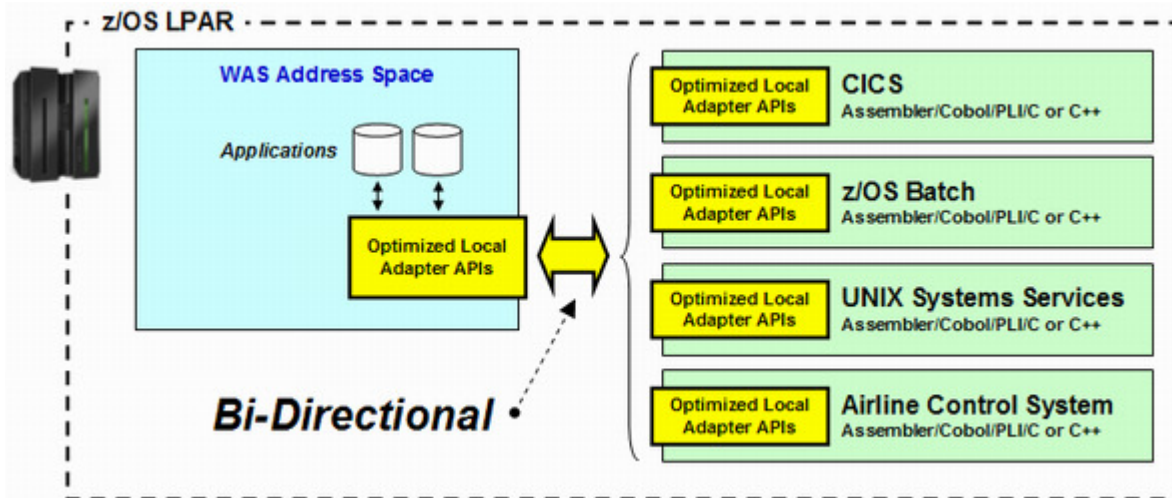 z/OS LPAR
WAS Address Space
Applications
Optimized Local
Adapter APIs
Bi-Directional
Optimized Local
Adapter APIs
CICS
Assembler/Cobol/PLI/C or C++
Optimized Local
Adapter APIs
z/OS Batch
Assembler/Cobol/PLI/C or C++
Optimized Local
Adapter APIs
UNIX Systems Services
Assembler/Cobol/PLI/C or C++
Optimized Local
Adapter APIs
Airline Control System
Assembler/Cobol/PLI/C or C++